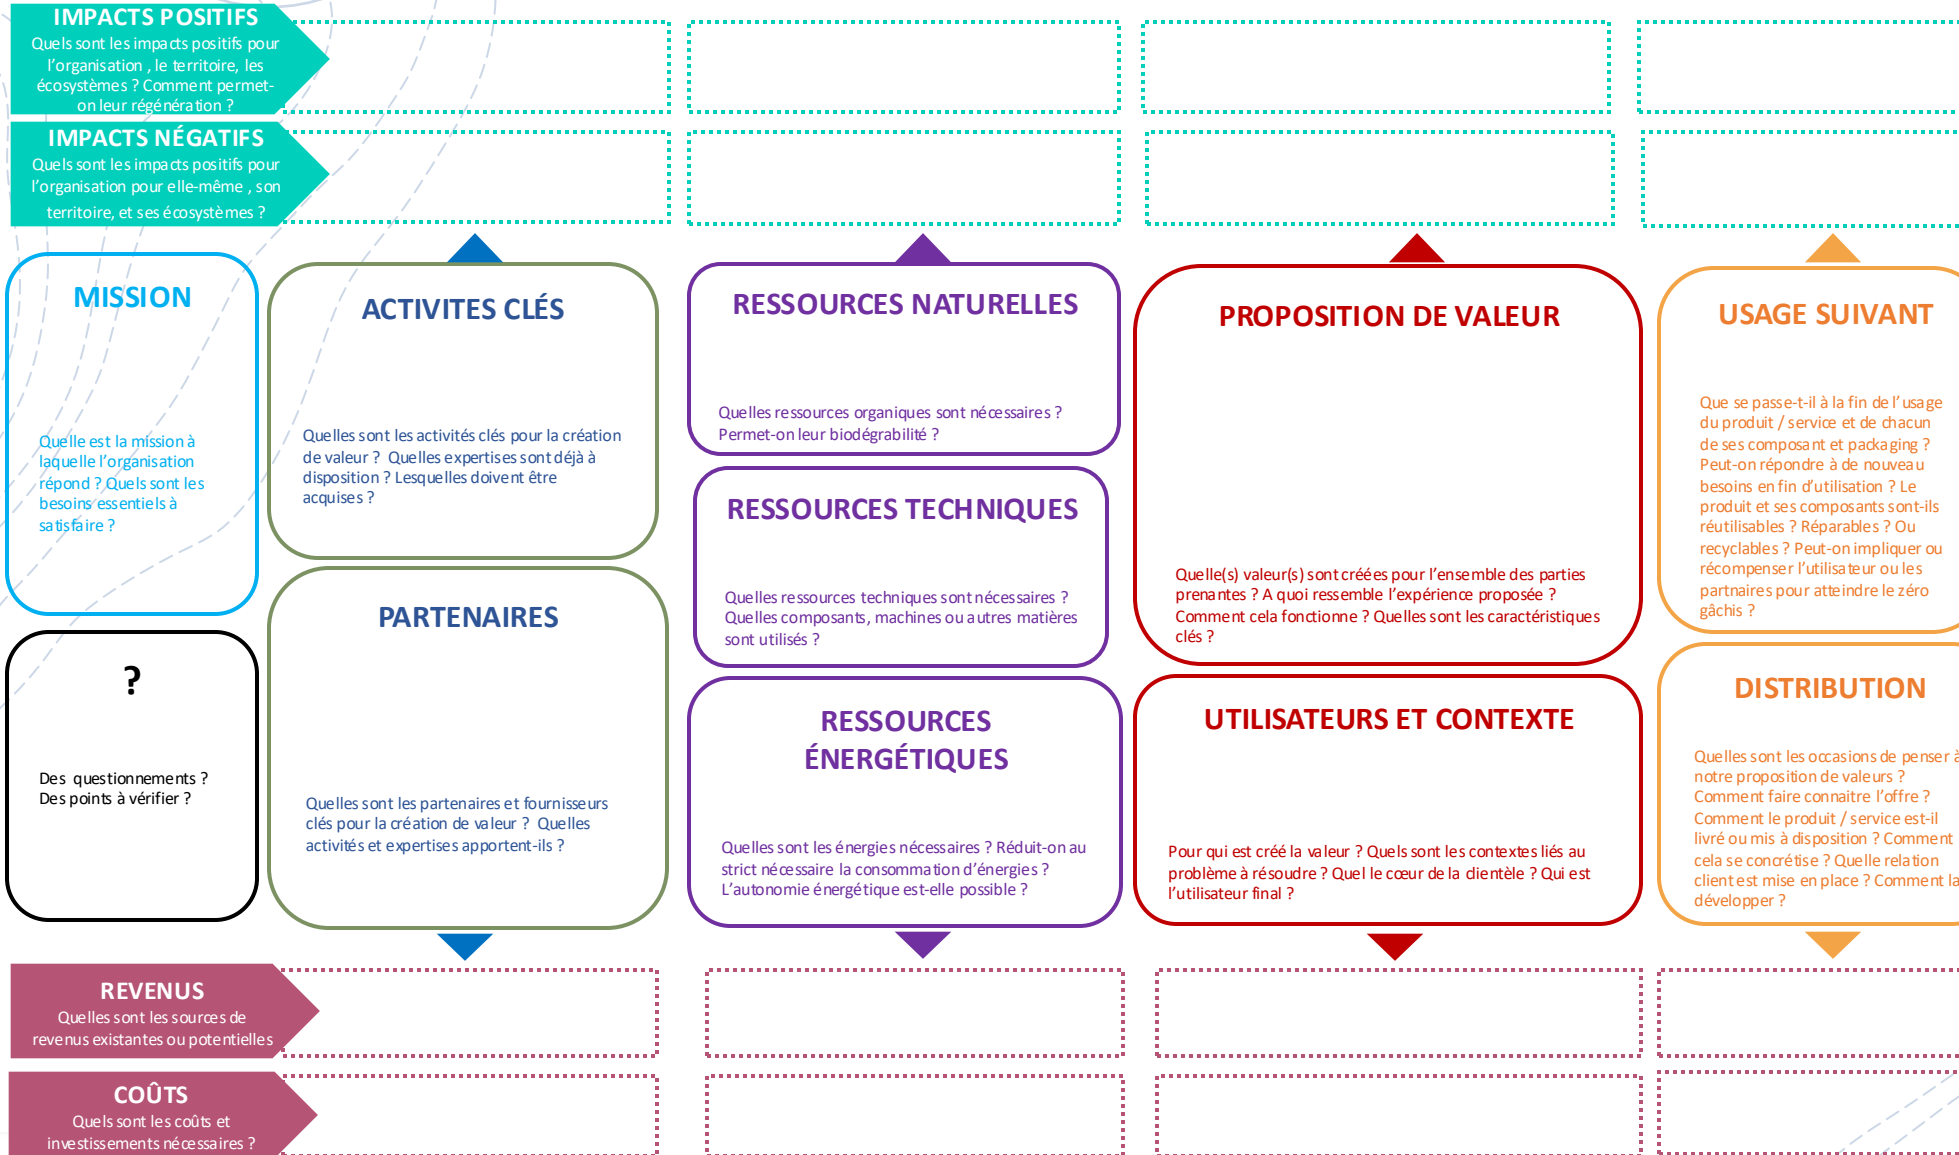 IMPACTS POSITIFS
Quels sont les impacts positifs pour
l’organisation , le territoire, les
écosystèmes ? Comment permet-
on leur régénération ?
IMPACTS NÉGATIFS
Quels sont les impacts positifs pour
l’organisation pour elle-même , son
territoire, et ses écosystèmes ?
MISSION
Quelle est la mission à
laquelle l’organisation
répond ? Quels sont les
besoins essentiels à
satisfaire ?
?
Des questionnements ?
Des points à vérifier ?
ACTIVITES CLÉS
Quelles sont les activités clés pour la création
de valeur ? Quelles expertises sont déjà à
disposition ? Lesquelles doivent être
acquises ?
PARTENAIRES
Quelles sont les partenaires et fournisseurs
clés pour la création de valeur ? Quelles
activités et expertises apportent-ils ?
RESSOURCES NATURELLES
Quelles ressources organiques sont nécessaires ?
Permet-on leur biodégrabilité ?
RESSOURCES TECHNIQUES
Quelles ressources techniques sont nécessaires ?
Quelles composants, machines ou autres matières
sont utilisés ?
RESSOURCES
ÉNERGÉTIQUES
Quelles sont les énergies nécessaires ? Réduit-on au
strict nécessaire la consommation d’énergies ?
L’autonomie énergétique est-elle possible ?
PROPOSITION DE VALEUR
Quelle(s) valeur(s) sont créées pour l’ensemble des parties
prenantes ? A quoi ressemble l’expérience proposée ?
Comment cela fonctionne ? Quelles sont les caractéristiques
clés ?
UTILISATEURS ET CONTEXTE
Pour qui est créé la valeur ? Quels sont les contextes liés au
problème à résoudre ? Quel le cœur de la clientèle ? Qui est
l’utilisateur final ?
USAGE SUIVANT
Que se passe-t-il à la fin de l’usage
du produit / service et de chacun
de ses composant et packaging ?
Peut-on répondre à de nouveau
besoins en fin d’utilisation ? Le
produit et ses composants sont-ils
réutilisables ? Réparables ? Ou
recyclables ? Peut-on impliquer ou
récompenser l’utilisateur ou les
partnaires pour atteindre le zéro
gâchis ?
DISTRIBUTION
Quelles sont les occasions de penser à
notre proposition de valeurs ?
Comment faire connaitre l’offre ?
Comment le produit / service est-il
livré ou mis à disposition ? Comment
cela se concrétise ? Quelle relation
client est mise en place ? Comment la
développer ?
REVENUS
Quelles sont les sources de
revenus existantes ou potentielles
COÛTS
Quels sont les coûts et
investissements nécessaires ?